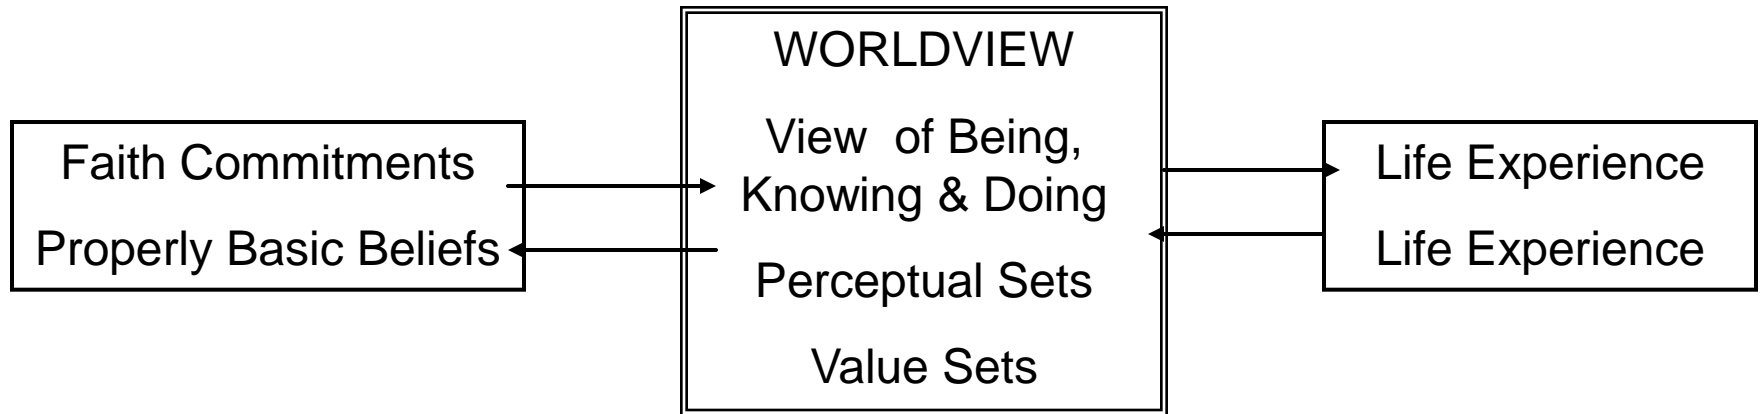 Faith Commitments
Properly Basic Beliefs
WORLDVIEW
View of Being,
Knowing & Doing
Perceptual Sets
Value Sets
Life Experience
Life Experience